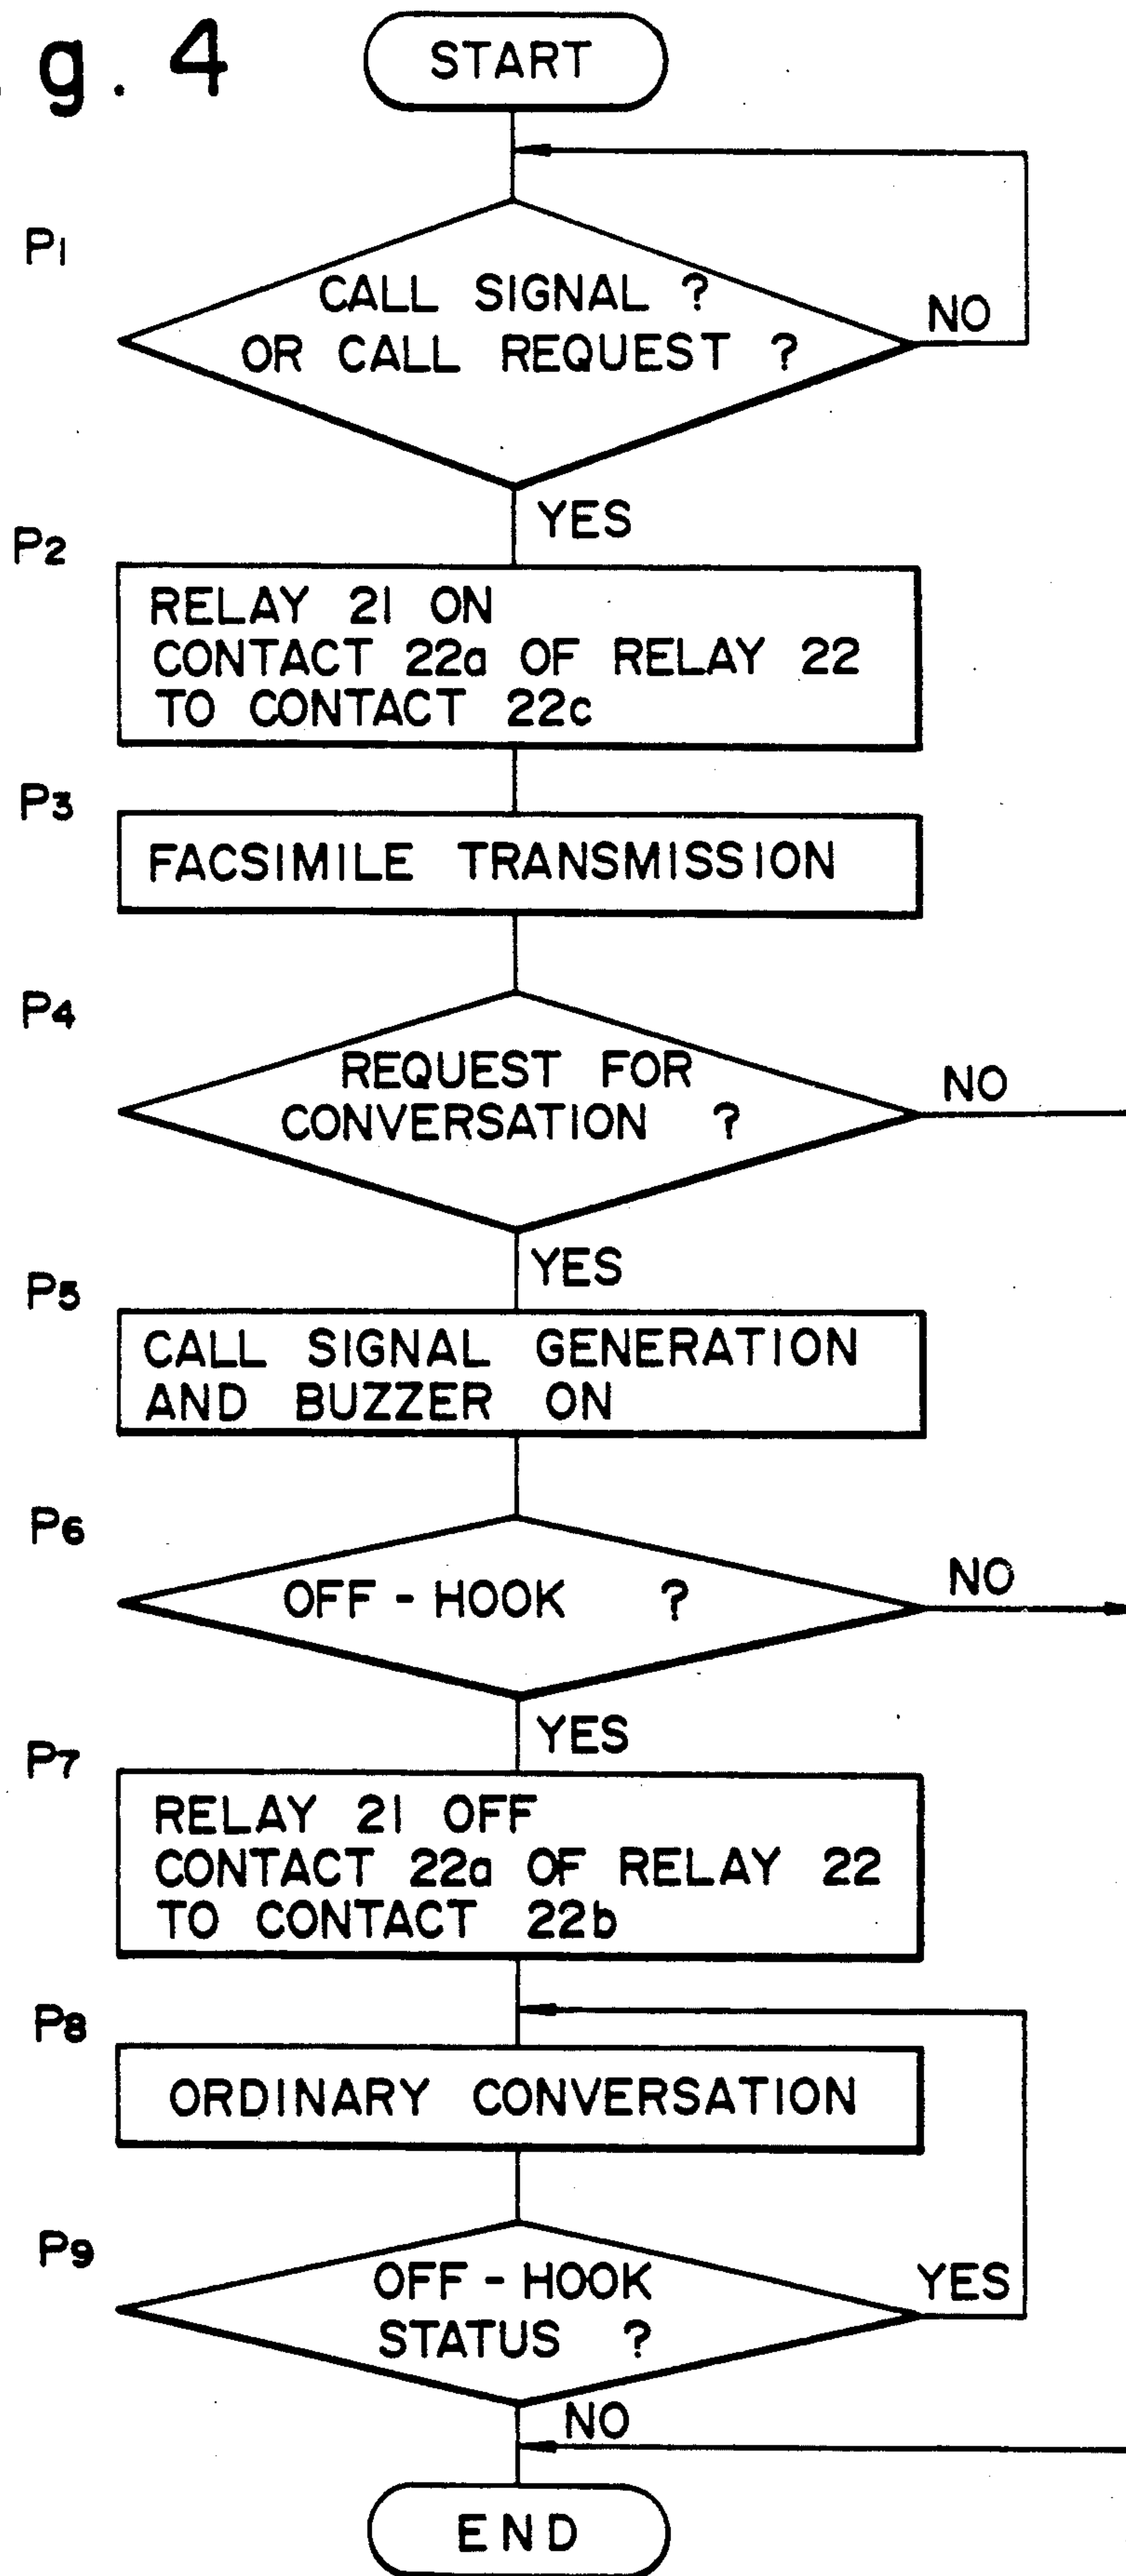 g. 4
START
P1
CALL SIGNAL ?
OR CALL REQUEST ?
NO
YES
P2
RELAY 21 ON
CONTACT 22a OF RELAY 22
TO CONTACT 22c
P3
FACSIMILE TRANSMISSION
P4
REQUEST FOR
CONVERSATION ?
NO
YES
P5
CALL SIGNAL GENERATION
AND BUZZER ON
P6
OFF-HOOK ?
NO
YES
P7
RELAY 21 OFF
CONTACT 22a OF RELAY 22
TO CONTACT 22b
P8
ORDINARY CONVERSATION
P9
OFF-HOOK
STATUS ?
YES
NO
END